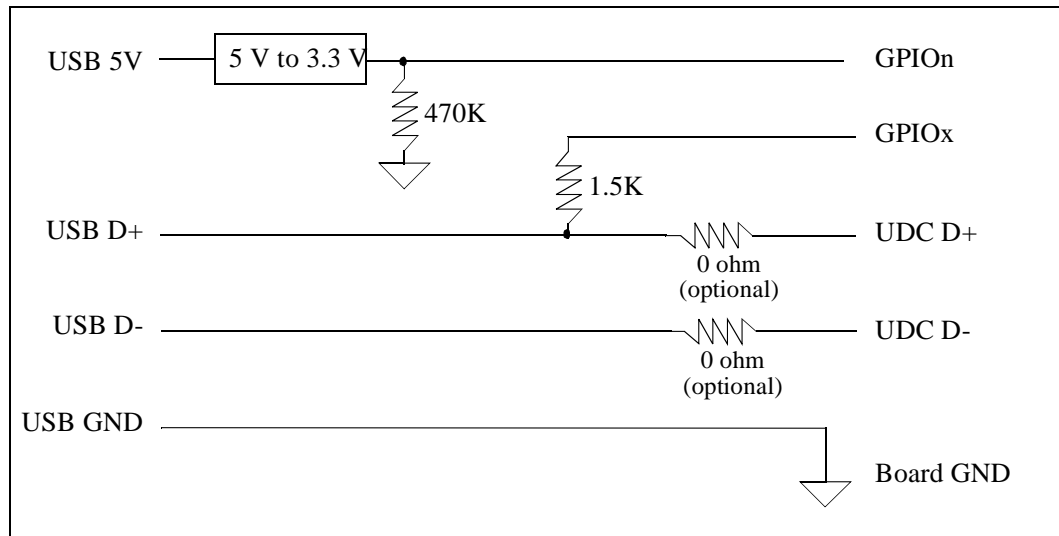 USB 5V
5 V to 3.3 V
GPIOn
470K
GPIOx
1.5K
USB D+
UDC D+
0 ohm
(optional)
USB D-
UDC D-
0 ohm
(optional)
USB GND
Board GND